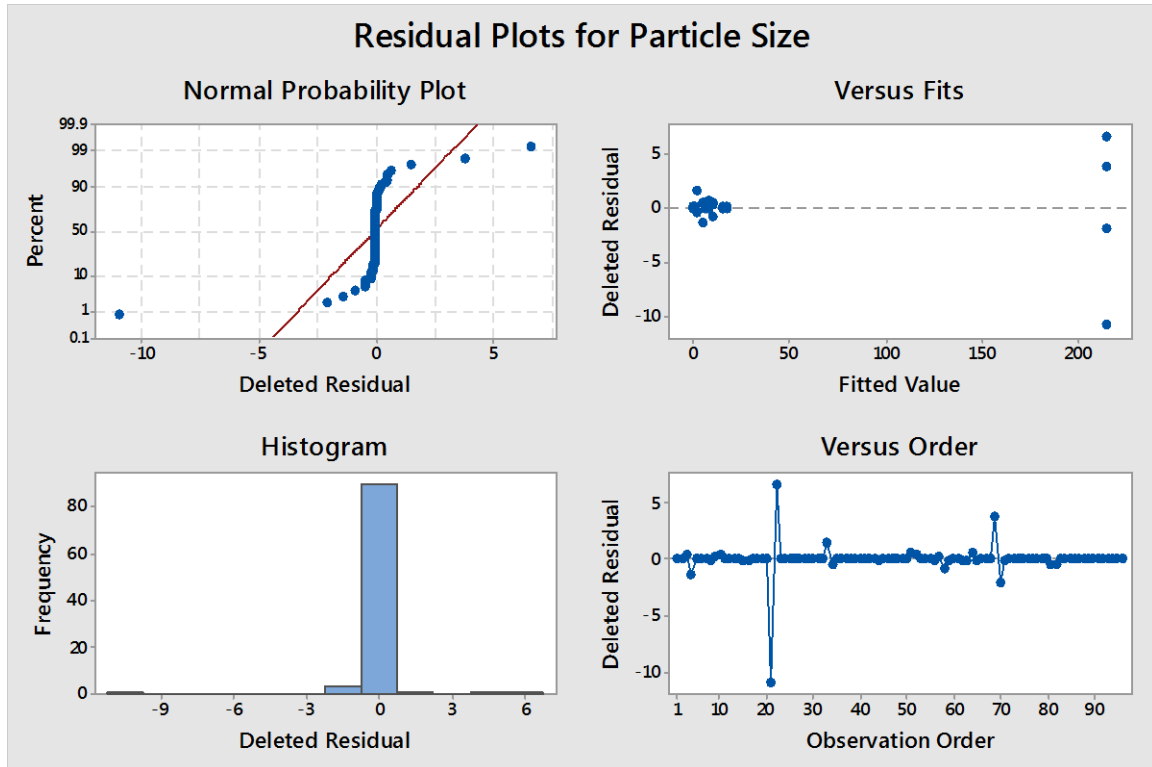 Residual Plots for Particle Size
Normal Probability Plot
99.9
99
90
50
10
1
0.1
Percent
-10 -5 0 5
Deleted Residual
Versus Fits
5
0
-5
-10
Deleted Residual
0 50 100 150 200
Fitted Value
Histogram
80
60
40
20
0
Frequency
-9 -6 -3 0 3 6
Deleted Residual
Versus Order
5
0
-5
-10
Deleted Residual
1 10 20 30 40 50 60 70 80 90
Observation Order